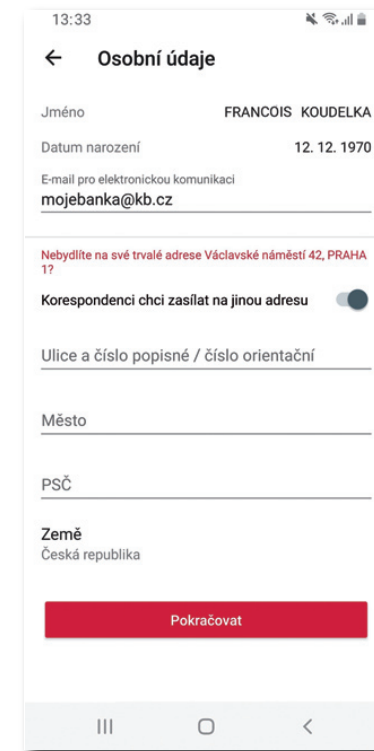 13:33
Osobní údaje
Jméno FRANCOIS KOUDELKA
Datum narození 12. 12. 1970
E-mail pro elektronickou komunikaci
mojebanka@kb.cz
Nebydlíte na své trvalé adrese Václavské náměstí 42, PRAHA
1?
Korespondenci chci zasílat na jinou adresu
Ulice a číslo popisné / číslo orientační
Město
PSČ
Země
Česká republika
Pokračovat